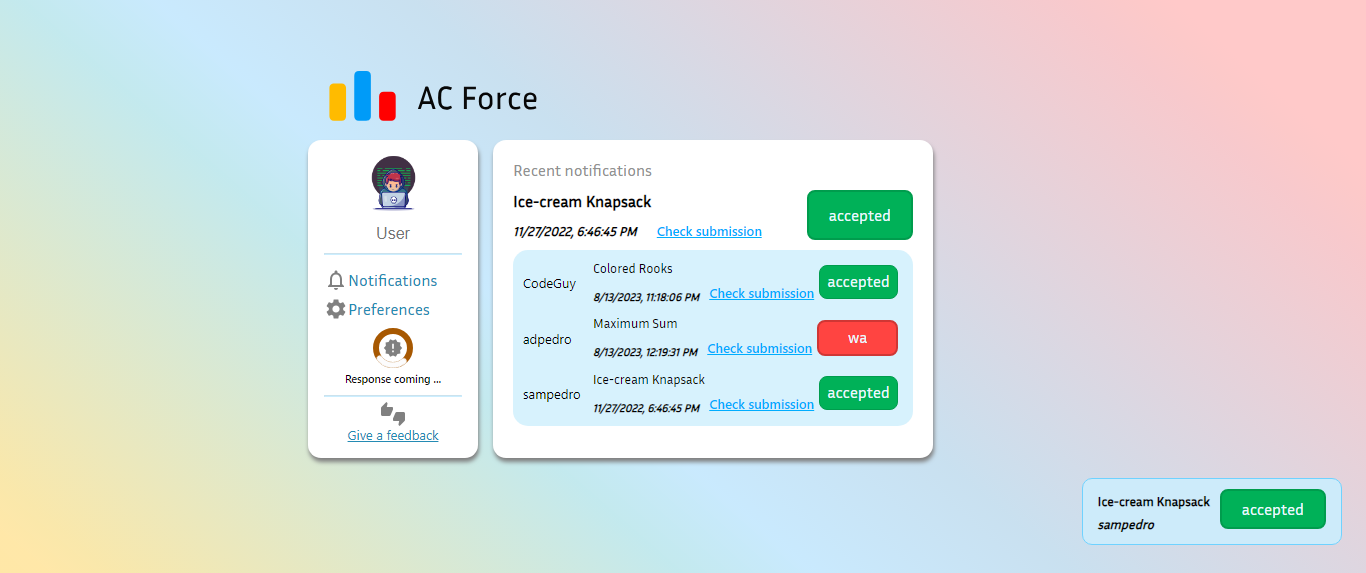 AC Force
User
Notifications
Preferences
Response coming ...
Give a feedback
Recent notifications
Ice-cream Knapsack
11/27/2022, 6:46:45 PM Check submission accepted
CodeGuy Colored Rooks
8/13/2023, 11:18:06 PM Check submission accepted
adpedro Maximum Sum
8/13/2023, 12:19:31 PM Check submission wa
sampedro Ice-cream Knapsack
11/27/2022, 6:46:45 PM Check submission accepted
Ice-cream Knapsack accepted
sampedro